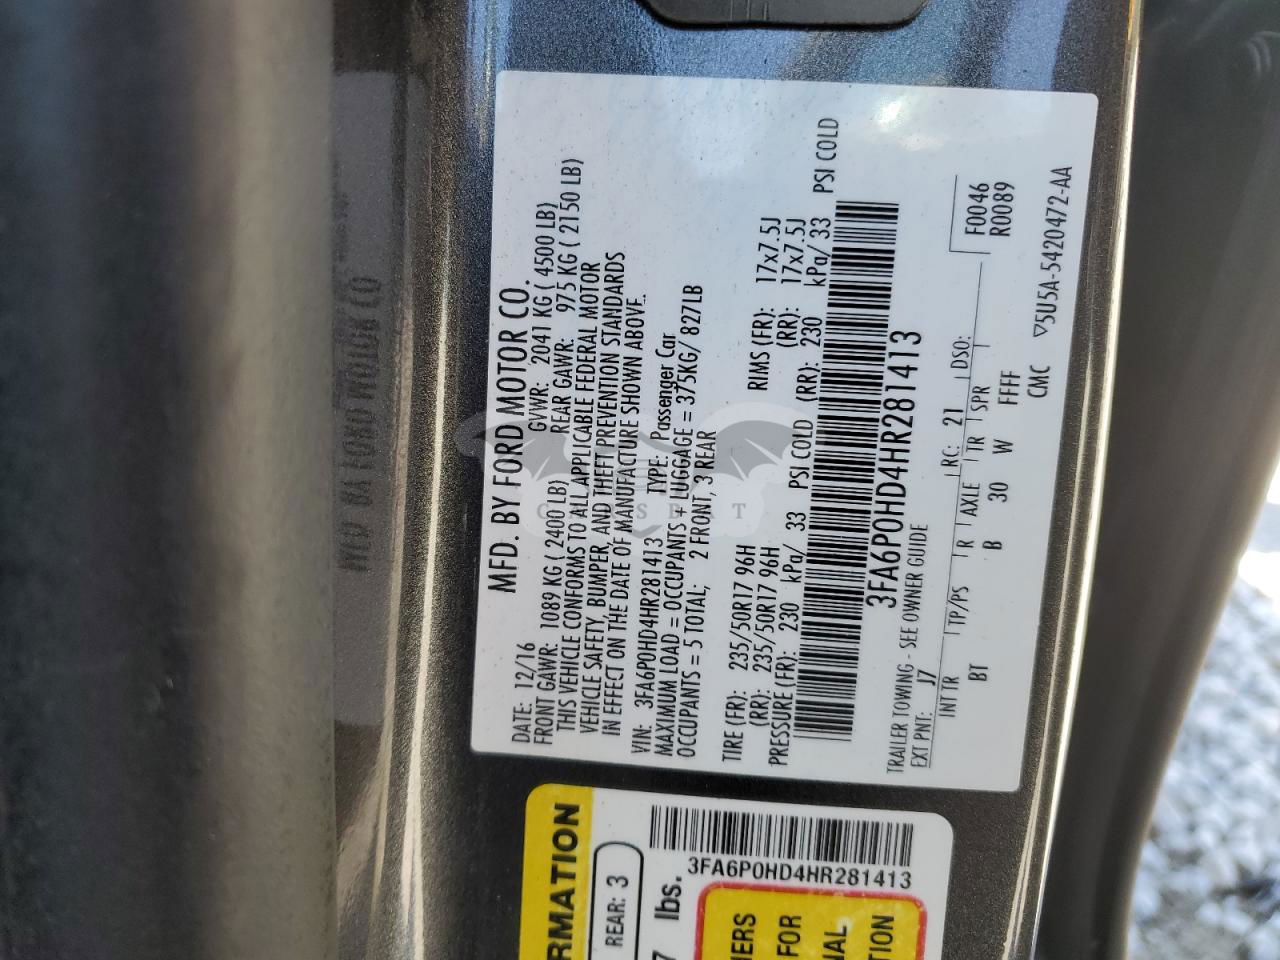 MFD. BY FORD MOTOR CO.
DATE: 12/16 GVWR: 2041 KG ( 4500 LB)
FRONT GAWR: 1089 KG ( 2400 LB) REAR GAWR: 975 KG ( 2150 LB)
THIS VEHICLE CONFORMS TO ALL APPLICABLE FEDERAL MOTOR
VEHICLE SAFETY, BUMPER, AND THEFT PREVENTION STANDARDS
IN EFFECT ON THE DATE OF MANUFACTURE SHOWN ABOVE.
VIN: 3FA6P0HD4HR281413 TYPE: Passenger Car
MAXIMUM LOAD = OCCUPANTS + LUGGAGE = 375KG/ 827LB
OCCUPANTS = 5 TOTAL; 2 FRONT, 3 REAR
TIRE (FR): 235/50R17 96H RIMS (FR): 17x7.5J
(RR): 235/50R17 96H (RR): 17x7.5J
PRESSURE (FR): 230 kPa/ 33 PSI COLD (RR): 230 kPa/ 33 PSI COLD
3FA6P0HD4HR281413
TRAILER TOWING - SEE OWNER GUIDE
EXT PNT: J7 RC: 21 DSO: F0046
R0089
INT TR TP/PS R AXLE TR SPR
BT B 30 W FFFF
CMC ▽5U5A-5420472-AA
RMATION
REAR: 3
7 lbs.
3FA6P0HD4HR281413
NERS
FOR
NAL
TION